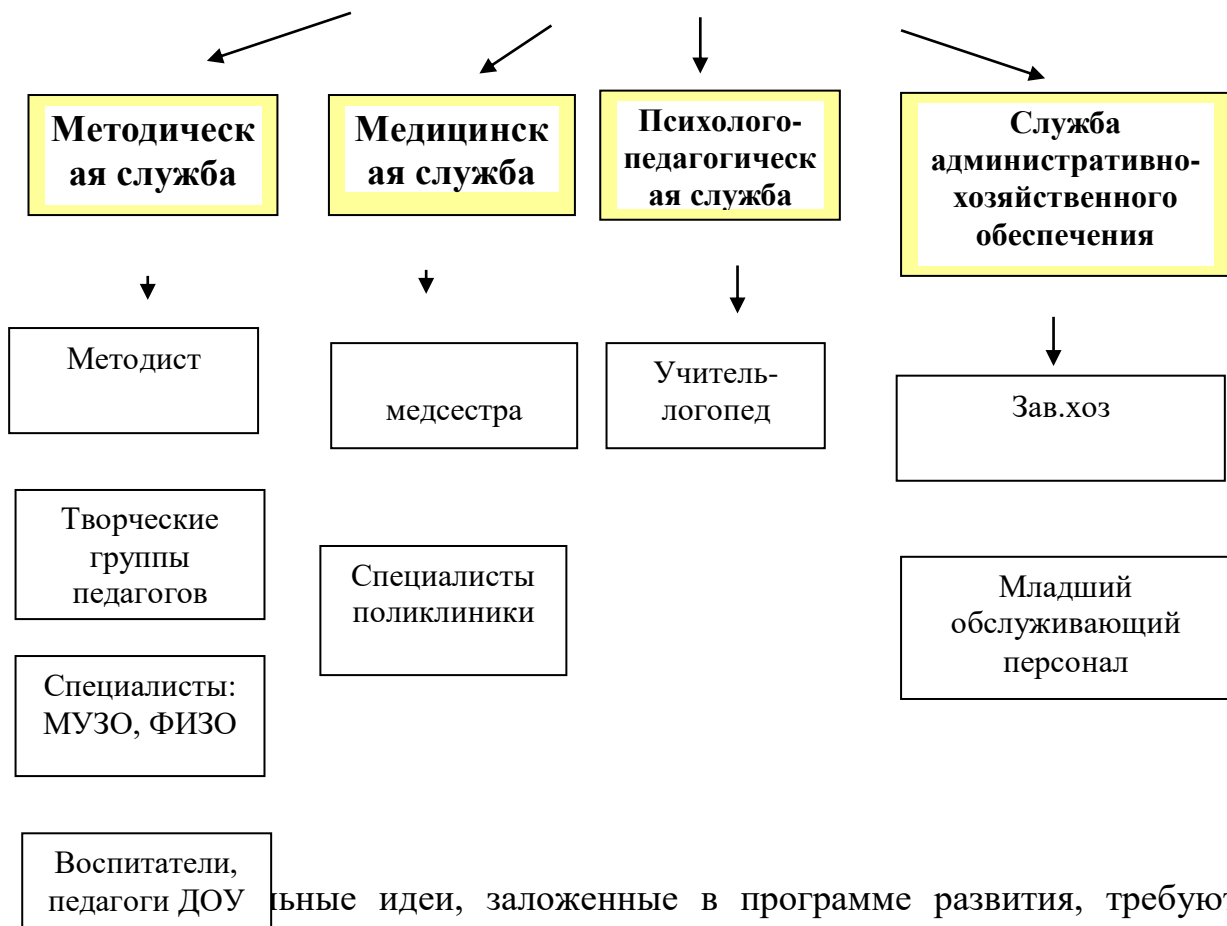 Методическ
ая служба
Медицинск
ая служба
Психолого-
педагогическ
ая служба
Служба
административно-
хозяйственного
обеспечения
Методист
медсестра
Учитель-
логопед
Зав.хоз
Творческие
группы
педагогов
Специалисты
поликлиники
Младший
обслуживающий
персонал
Специалисты:
МУЗО, ФИЗО
Воспитатели,
педагоги ДОУ
идеи, заложенные в программе развития, требуют